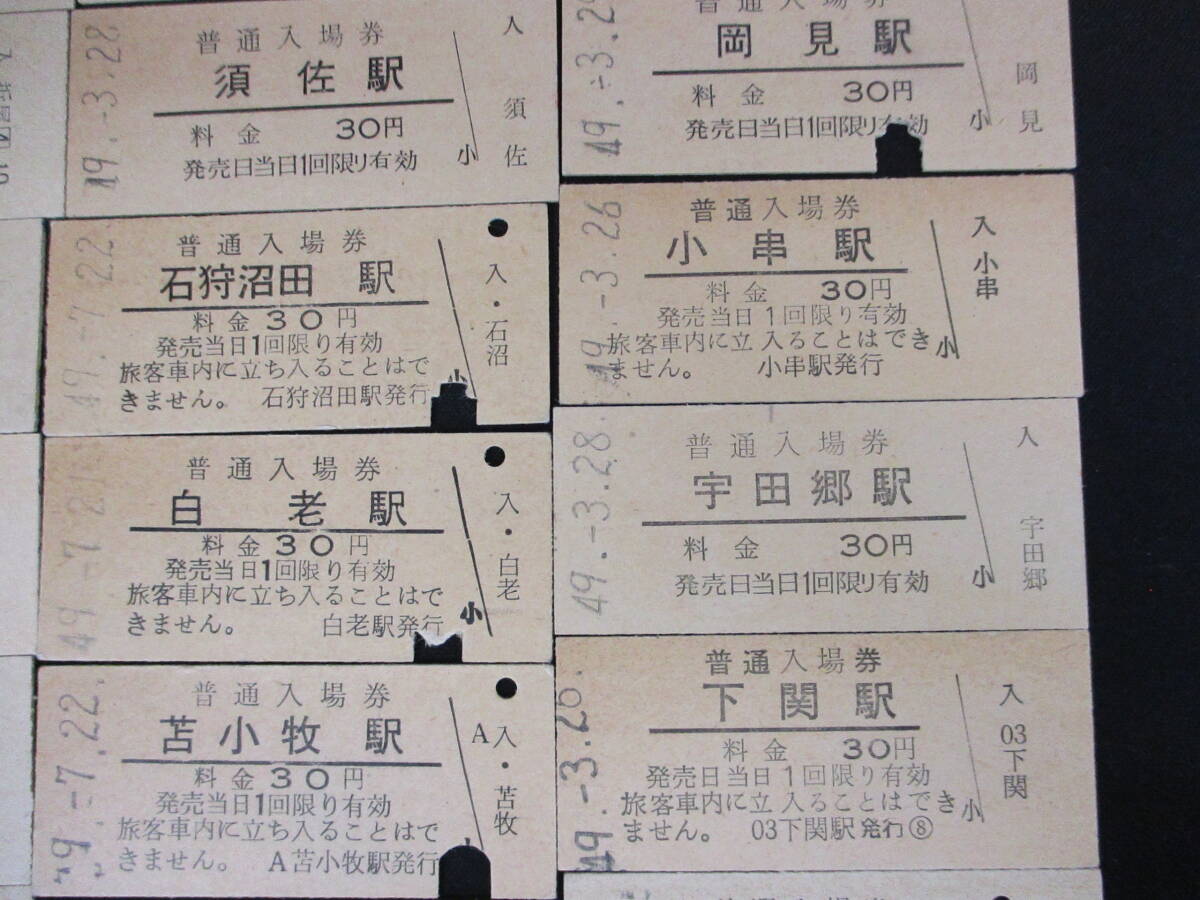 49.-3.28
普通入場券
須佐駅
料金 30円
発売日当日1回限り有効
小
入
須佐
49.-7.22
普通入場券
石狩沼田駅
料金30円
発売当日1回限り有効
旅客車内に立ち入ることはで
きません。 石狩沼田駅発行
小
入・石沼
49-7-21
普通入場券
白老駅
料金30円
発売当日1回限り有効
旅客車内に立ち入ることはで
きません。 白老駅発行
小
入・白老
49.-7.22.
普通入場券
苫小牧駅
料金30円
発売当日1回限り有効
旅客車内に立ち入ることはで
きません。 A苫小牧駅発行
A入・苫牧
普通入場券
岡見駅
料金 30円
発売日当日1回限り有効
小
岡見
49.-3.26
普通入場券
小串駅
料金 30円
発売当日1回限り有効
旅客車内に立入ることはでき
ません。 小串駅発行
小
入小串
49.-3.28.
普通入場券
宇田郷駅
料金 30円
発売日当日1回限り有効
小
入
宇田郷
普通入場券
下関駅
料金 30円
発売日当日1回限り有効
旅客車内に立入ることはでき
ません。 03下関駅発行⑧
小
入
03下関